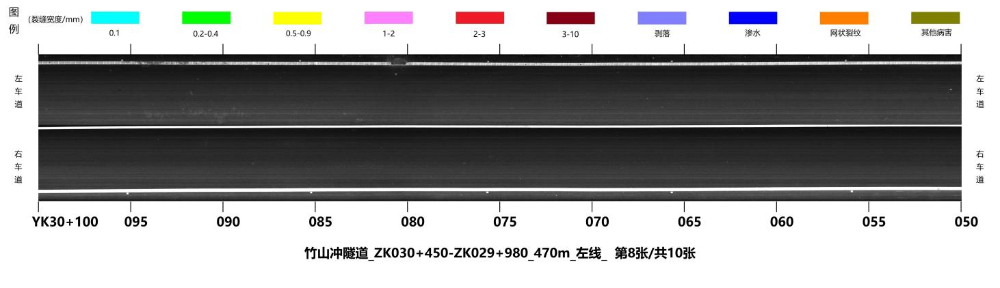 图例 (裂缝宽度/mm)
0.1 0.2-0.4 0.5-0.9 1-2 2-3 3-10 剥落 渗水 网状裂纹 其他病害
左车道 左车道
右车道 右车道
YK30+100 095 090 085 080 075 070 065 060 055 050
竹山冲隧道_ZK030+450-ZK029+980_470m_左线_ 第8张/共10张